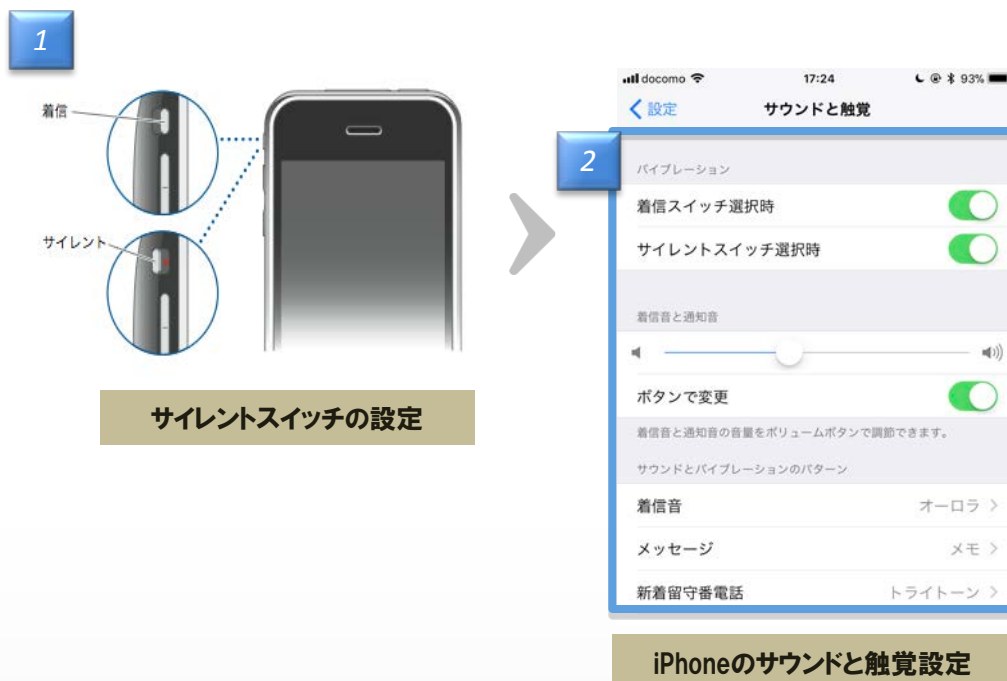 1
着信
サイレント
サイレントスイッチの設定
docomo 17:24 93%
設定 サウンドと触覚
2
バイブレーション
着信スイッチ選択時
サイレントスイッチ選択時
着信音と通知音
ボタンで変更
着信音と通知音の音量をボリュームボタンで調節できます。
サウンドとバイブレーションのパターン
着信音 オーロラ
メッセージ メモ
新着留守番電話 トライトーン
iPhoneのサウンドと触覚設定